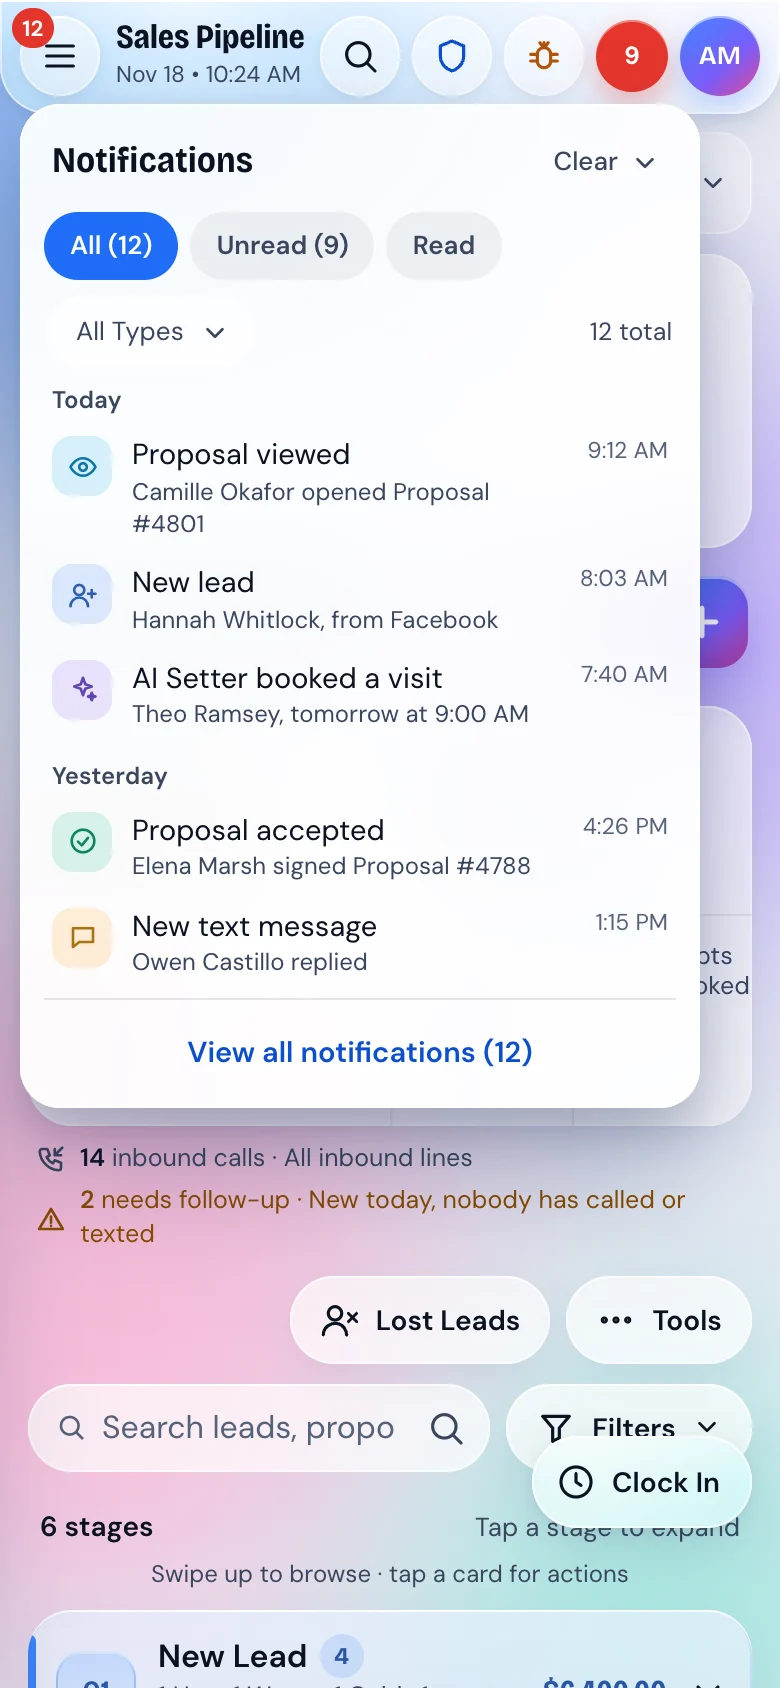 12
Sales Pipeline
Nov 18 • 10:24 AM
9
AM
Notifications
Clear
All (12)
Unread (9)
Read
All Types
12 total
Today
Proposal viewed
9:12 AM
Camille Okafor opened Proposal
#4801
New lead
8:03 AM
Hannah Whitlock, from Facebook
AI Setter booked a visit
7:40 AM
Theo Ramsey, tomorrow at 9:00 AM
Yesterday
Proposal accepted
4:26 PM
Elena Marsh signed Proposal #4788
New text message
1:15 PM
Owen Castillo replied
View all notifications (12)
14 inbound calls · All inbound lines
2 needs follow-up · New today, nobody has called or
texted
Lost Leads
Tools
Search leads, propo
Filters
Clock In
6 stages
Tap a stage to expand
Swipe up to browse · tap a card for actions
New Lead
4